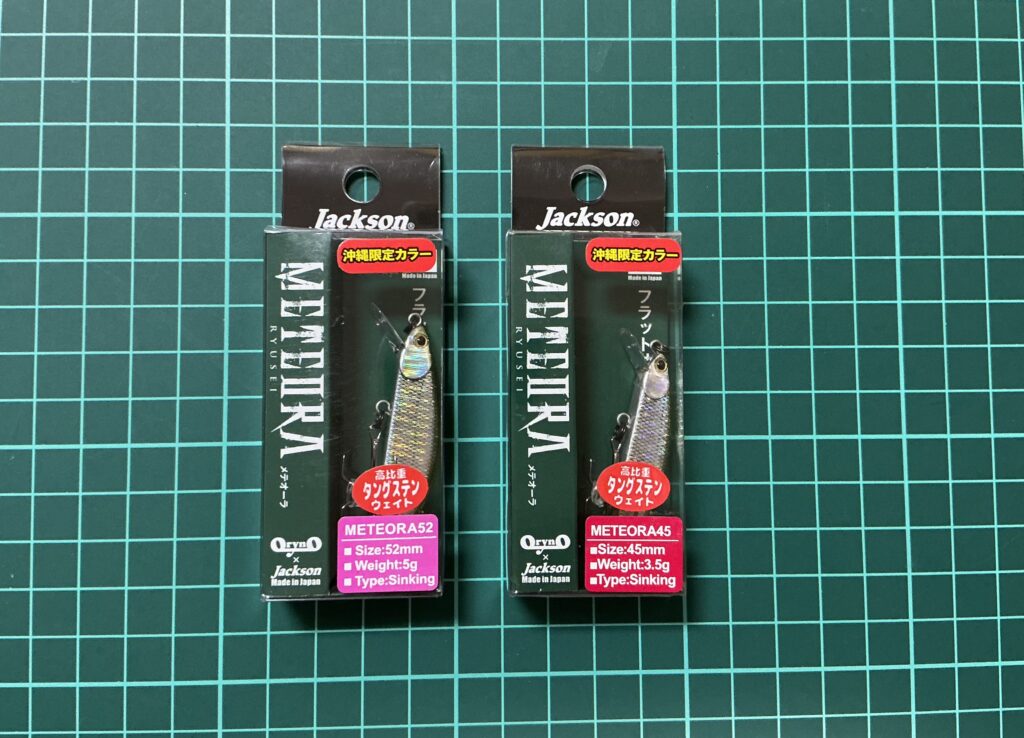 Jackson®
沖縄限定カラー
Made in Japan
METEORA
RYUSEI
メテオーラ
フラ
高比重
タングステン
ウェイト
METEORA52
■ Size:52mm
■ Weight:5g
■ Type:Sinking
OrynO
×
Jackson
Made in Japan
Jackson®
沖縄限定カラー
Made in Japan
METEORA
RYUSEI
メテオーラ
フラット
高比重
タングステン
ウェイト
METEORA45
■Size:45mm
■Weight:3.5g
■Type:Sinking
OrynO
×
Jackson
Made in Japan